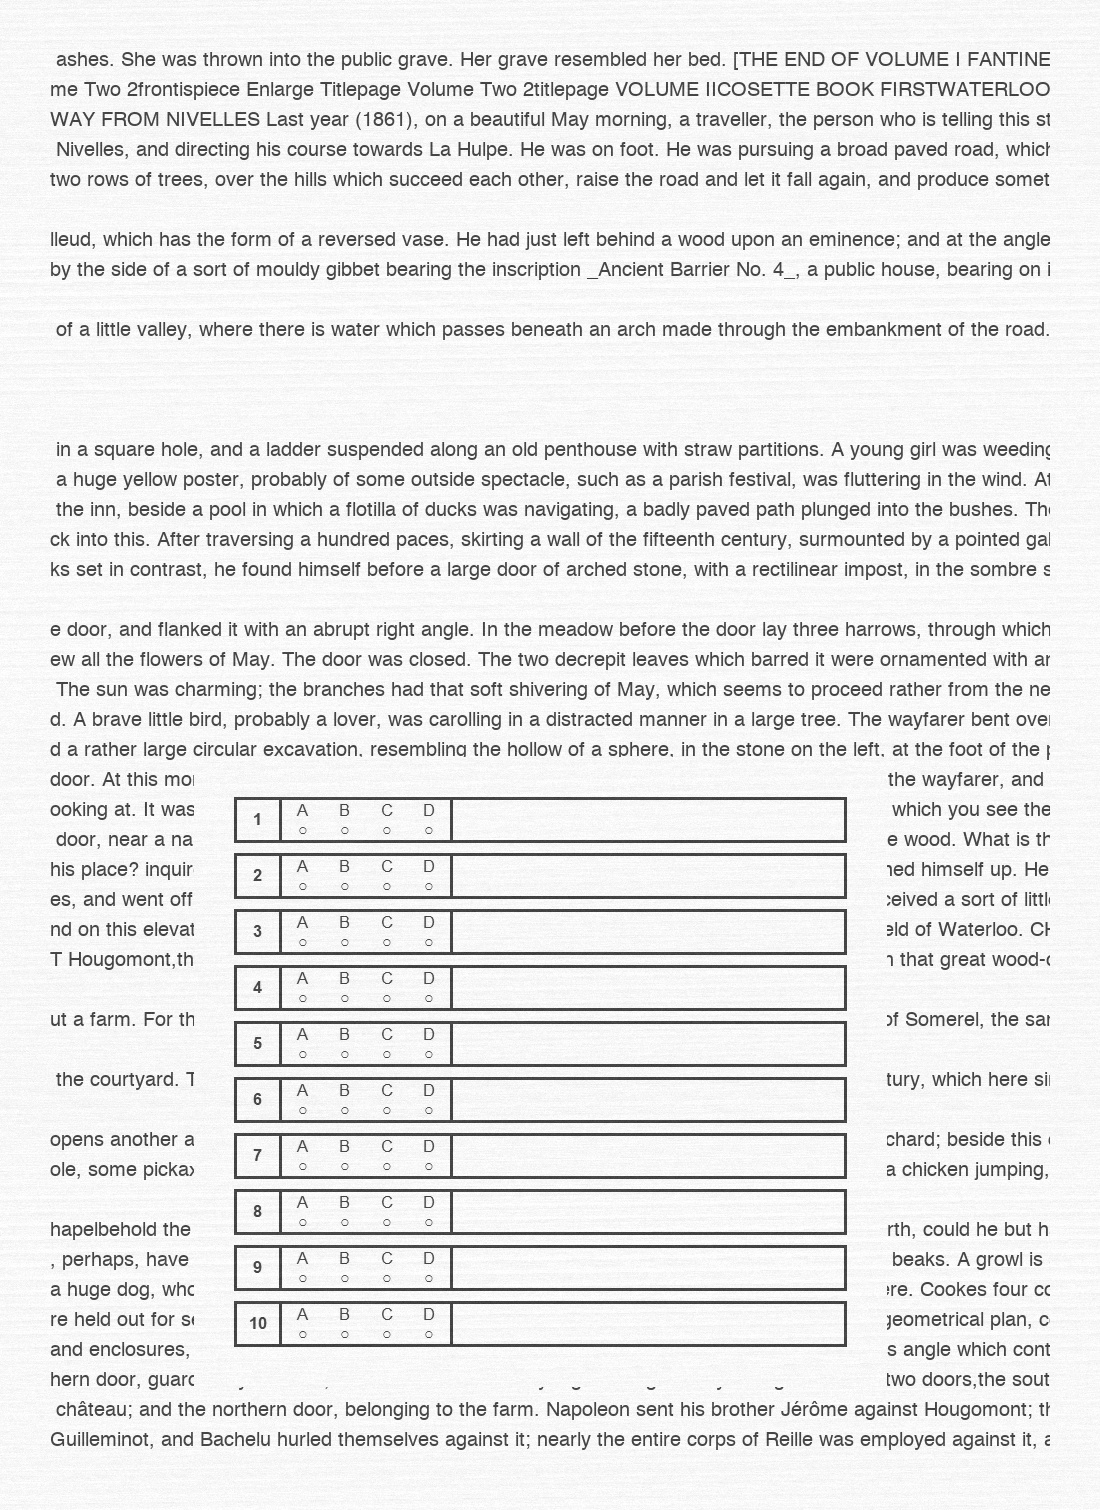 ashes. She was thrown into the public grave. Her grave resembled her bed. [THE END OF VOLUME I FANTINE
me Two 2frontispiece Enlarge Titlepage Volume Two 2titlepage VOLUME IICOSETTE BOOK FIRSTWATERLOO
WAY FROM NIVELLES Last year (1861), on a beautiful May morning, a traveller, the person who is telling this st
Nivelles, and directing his course towards La Hulpe. He was on foot. He was pursuing a broad paved road, which
two rows of trees, over the hills which succeed each other, raise the road and let it fall again, and produce somet
lleud, which has the form of a reversed vase. He had just left behind a wood upon an eminence; and at the angle
by the side of a sort of mouldy gibbet bearing the inscription _Ancient Barrier No. 4_, a public house, bearing on i
of a little valley, where there is water which passes beneath an arch made through the embankment of the road.
in a square hole, and a ladder suspended along an old penthouse with straw partitions. A young girl was weeding
a huge yellow poster, probably of some outside spectacle, such as a parish festival, was fluttering in the wind. At
the inn, beside a pool in which a flotilla of ducks was navigating, a badly paved path plunged into the bushes. The
ck into this. After traversing a hundred paces, skirting a wall of the fifteenth century, surmounted by a pointed gal
ks set in contrast, he found himself before a large door of arched stone, with a rectilinear impost, in the sombre s
e door, and flanked it with an abrupt right angle. In the meadow before the door lay three harrows, through which
ew all the flowers of May. The door was closed. The two decrepit leaves which barred it were ornamented with an
The sun was charming; the branches had that soft shivering of May, which seems to proceed rather from the ne
d. A brave little bird, probably a lover, was carolling in a distracted manner in a large tree. The wayfarer bent over
d a rather large circular excavation, resembling the hollow of a sphere, in the stone on the left, at the foot of the p
door. At this mo the wayfarer, and
ooking at. It was which you see the
door, near a na e wood. What is th
his place? inquir ned himself up. He
es, and went off ceived a sort of little
nd on this elevat eld of Waterloo. CH
T Hougomont,th n that great wood-c
ut a farm. For th of Somerel, the sa
the courtyard. T tury, which here si
opens another a chard; beside this
ole, some pickax a chicken jumping,
hapelbehold the rth, could he but h
, perhaps, have beaks. A growl is
a huge dog, who ere. Cookes four co
re held out for se geometrical plan, c
and enclosures, s angle which cont
hern door, guard two doors,the sout
château; and the northern door, belonging to the farm. Napoleon sent his brother Jérôme against Hougomont; th
Guilleminot, and Bachelu hurled themselves against it; nearly the entire corps of Reille was employed against it, a
1 A B C D
2 A B C D
3 A B C D
4 A B C D
5 A B C D
6 A B C D
7 A B C D
8 A B C D
9 A B C D
10 A B C D